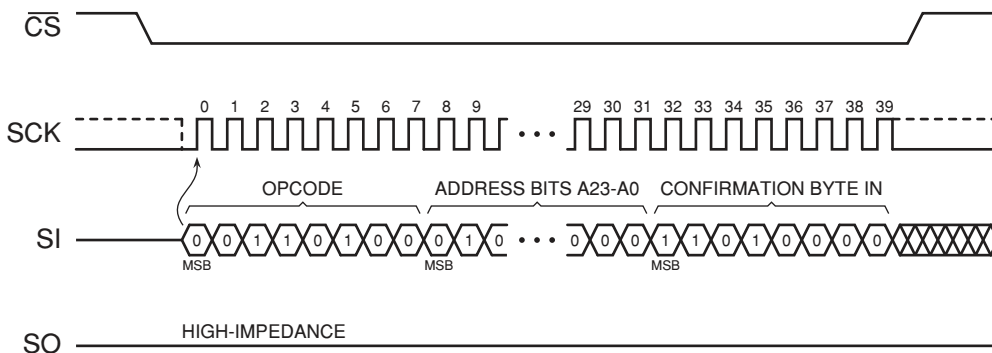 CS
0 1 2 3 4 5 6 7 8 9 29 30 31 32 33 34 35 36 37 38 39
SCK • • •
OPCODE ADDRESS BITS A23-A0 CONFIRMATION BYTE IN
SI 0 0 1 1 0 1 0 0 0 1 0 • • • 0 0 0 1 1 0 1 0 0 0 0
MSB MSB MSB
HIGH-IMPEDANCE
SO